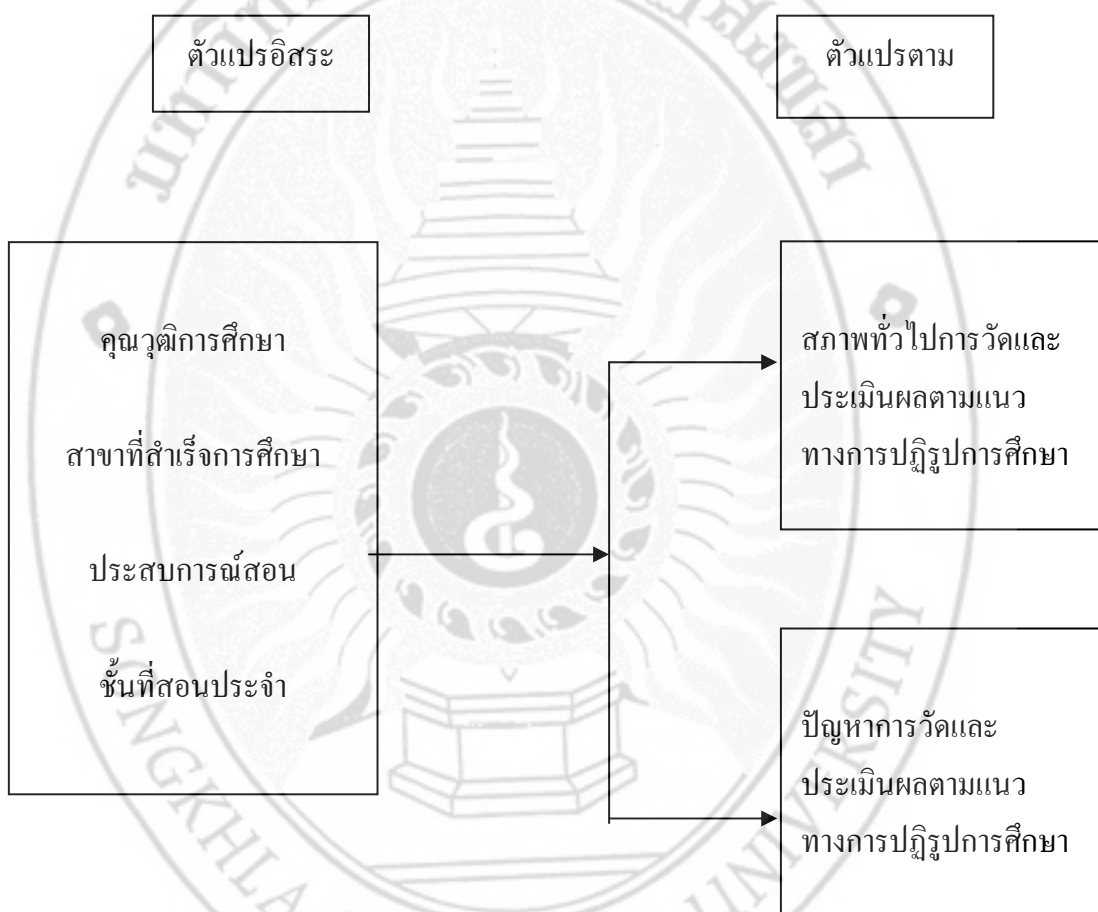 ตัวแปรอิสระ
ตัวแปรตาม
คุณวุฒิการศึกษา
สาขาที่สำเร็จการศึกษา
ประสบการณ์สอน
ชั้นที่สอนประจำ
สภาพทั่วไปการวัดและ
ประเมินผลตามแนว
ทางการปฏิรูปการศึกษา
ปัญหาการวัดและ
ประเมินผลตามแนว
ทางการปฏิรูปการศึกษา
SONGKHLA
UNIVERSITY